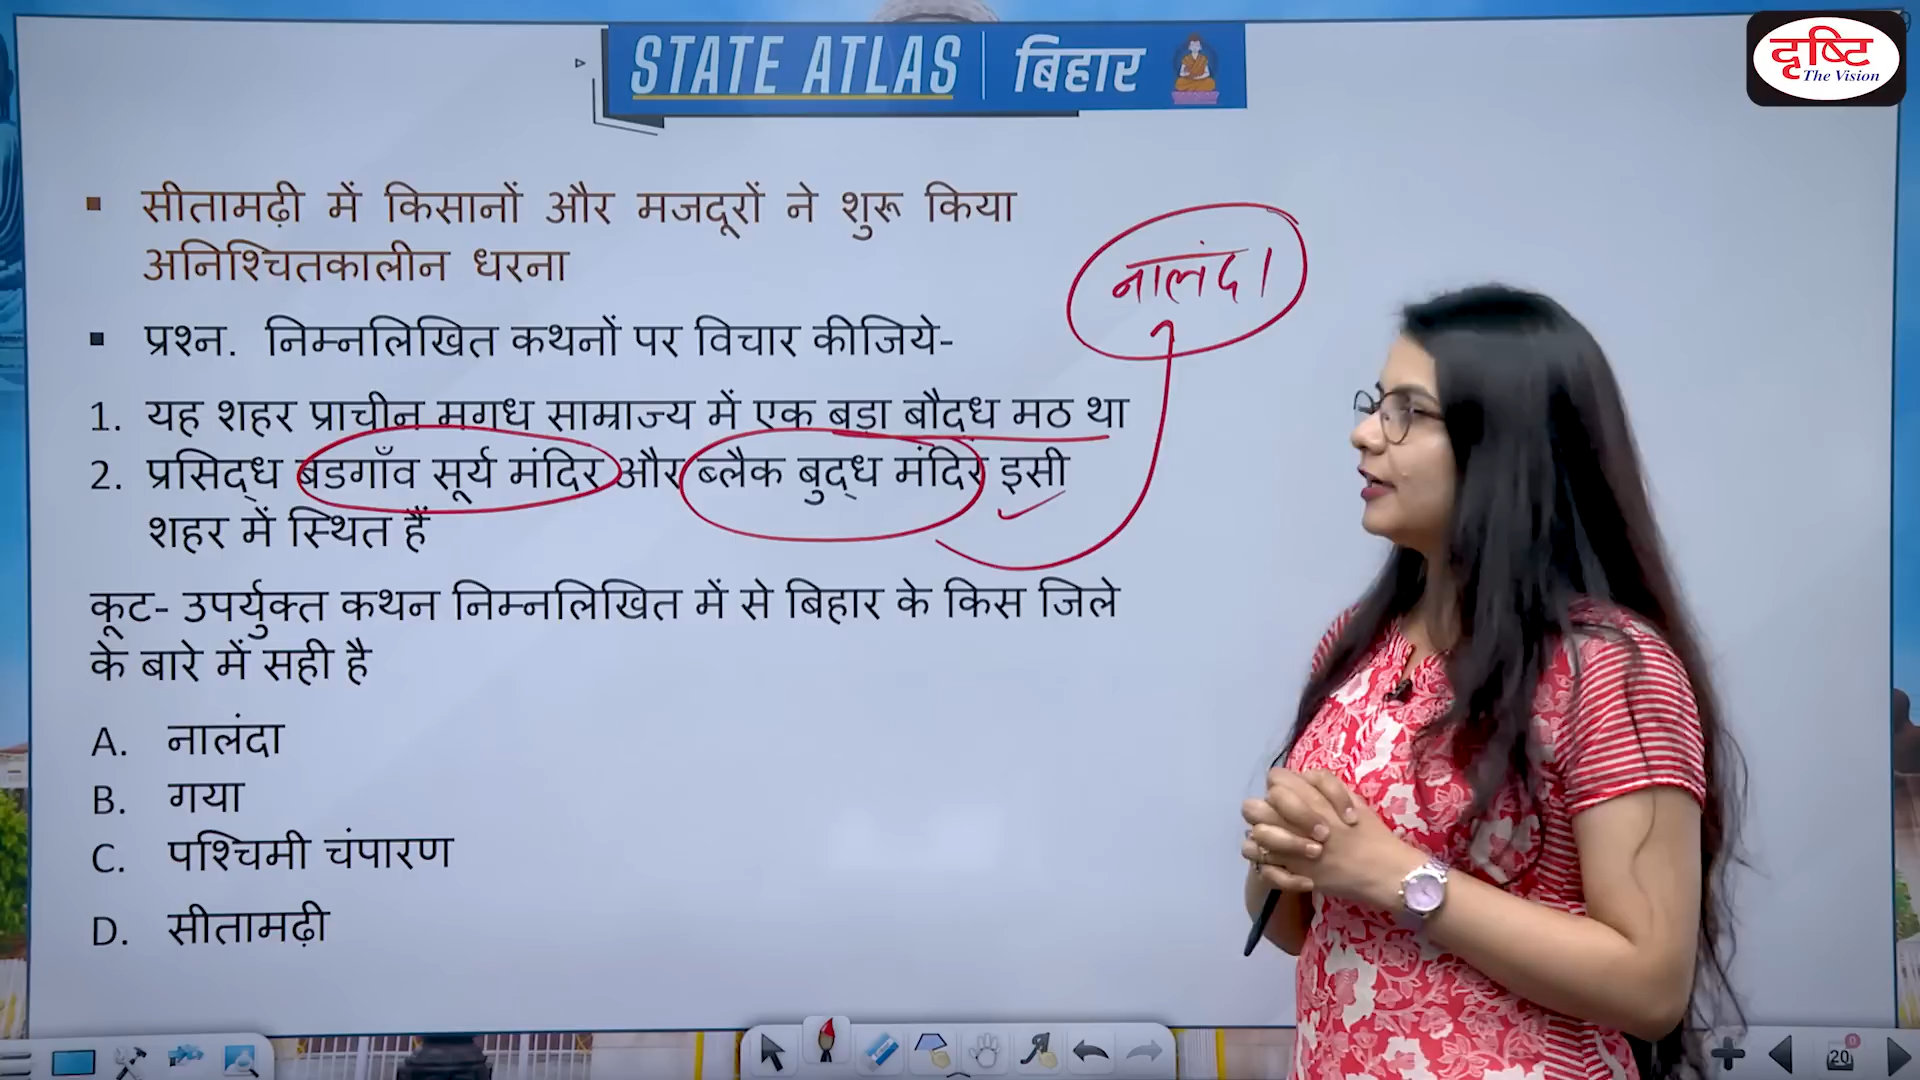 STATE ATLAS | बिहार
दृष्टि
The Vision
▪ सीतामढ़ी में किसानों और मजदूरों ने शुरू किया
अनिश्चितकालीन धरना
नालंदा
▪ प्रश्न. निम्नलिखित कथनों पर विचार कीजिये-
1. यह शहर प्राचीन मगध साम्राज्य में एक बड़ा बौद्ध मठ था
2. प्रसिद्ध बडगाँव सूर्य मंदिर और ब्लैक बुद्ध मंदिर इसी
शहर में स्थित हैं
कूट- उपर्युक्त कथन निम्नलिखित में से बिहार के किस जिले
के बारे में सही है
A. नालंदा
B. गया
C. पश्चिमी चंपारण
D. सीतामढ़ी
20